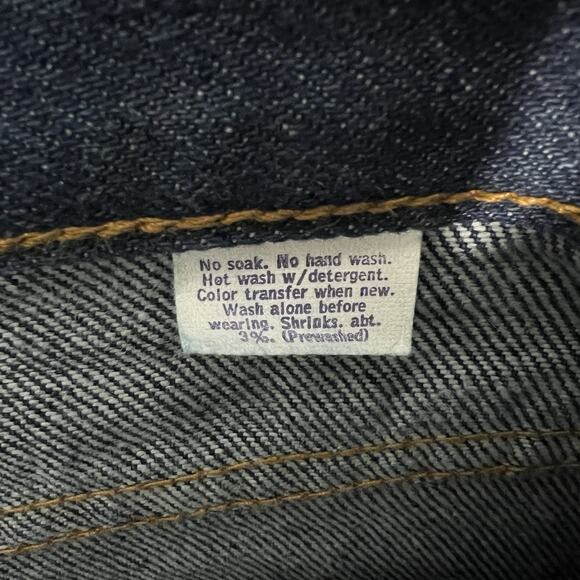 No soak. No hand wash.
Hot wash w/detergent.
Color transfer when new.
Wash alone before
wearing. Shrinks. abt.
3%. (Prewashed)